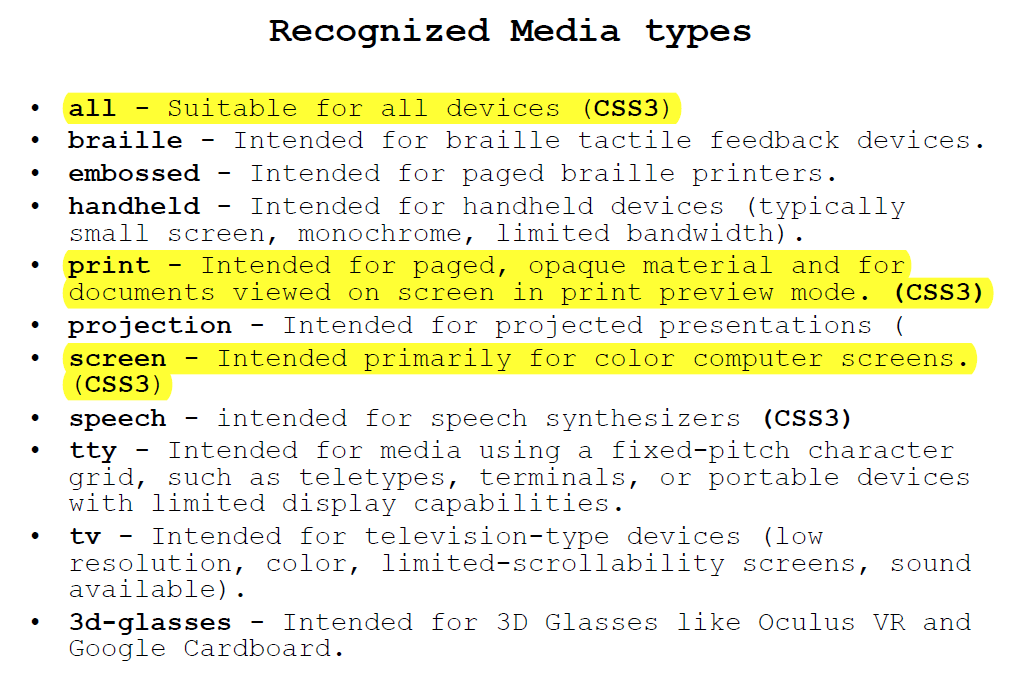 Recognized Media types
• all - Suitable for all devices (CSS3)
• braille - Intended for braille tactile feedback devices.
• embossed - Intended for paged braille printers.
• handheld - Intended for handheld devices (typically
small screen, monochrome, limited bandwidth).
• print - Intended for paged, opaque material and for
documents viewed on screen in print preview mode. (CSS3)
• projection - Intended for projected presentations (
• screen - Intended primarily for color computer screens.
(CSS3)
• speech - intended for speech synthesizers (CSS3)
• tty - Intended for media using a fixed-pitch character
grid, such as teletypes, terminals, or portable devices
with limited display capabilities.
• tv - Intended for television-type devices (low
resolution, color, limited-scrollability screens, sound
available).
• 3d-glasses - Intended for 3D Glasses like Oculus VR and
Google Cardboard.